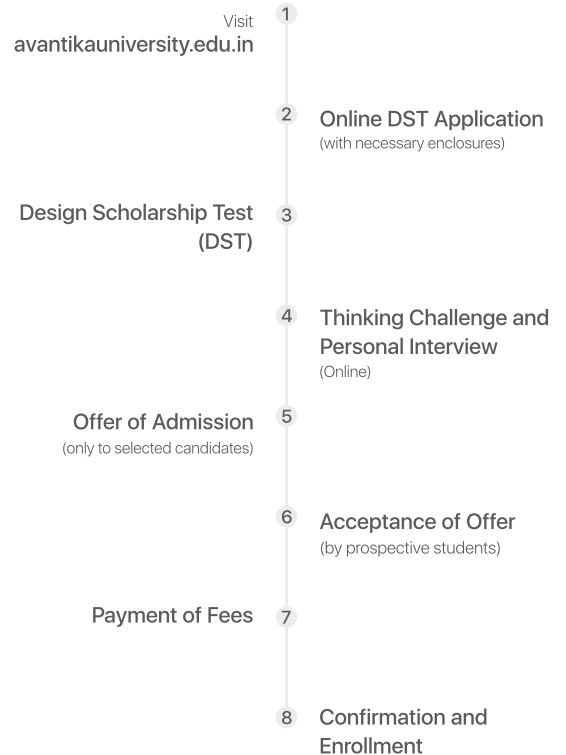 Visit
avantikauniversity.edu.in
1
2
Online DST Application
(with necessary enclosures)
Design Scholarship Test
(DST)
3
4
Thinking Challenge and
Personal Interview
(Online)
Offer of Admission
(only to selected candidates)
5
6
Acceptance of Offer
(by prospective students)
Payment of Fees
7
8
Confirmation and
Enrollment